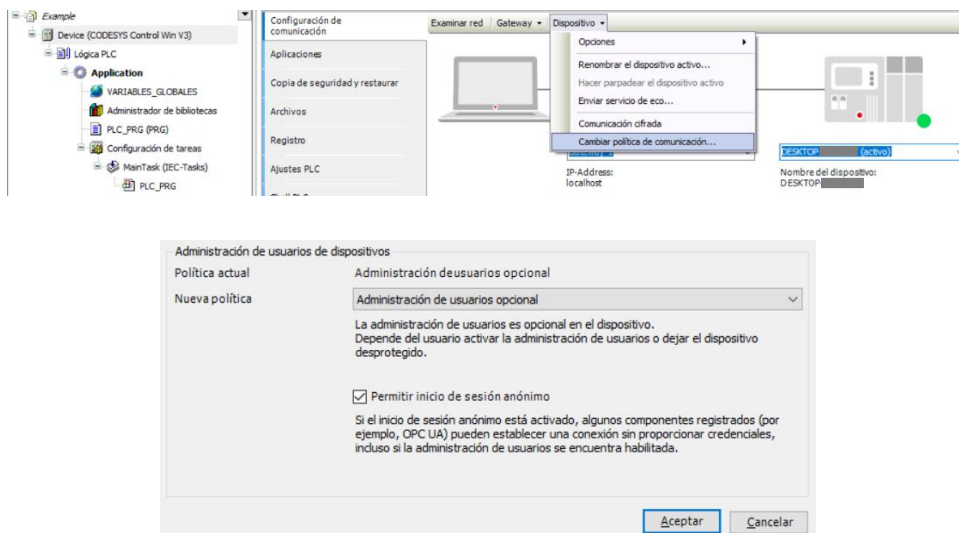 Example
Device (CODESYS Control Win V3)
Lógica PLC
Application
VARIABLES_GLOBALES
Administrador de bibliotecas
PLC_PRG (PRG)
Configuración de tareas
MainTask (IEC-Tasks)
PLC_PRG
Configuración de
comunicación
Aplicaciones
Copia de seguridad y restaurar
Archivos
Registro
Ajustes PLC
Examinar red Gateway Dispositivo
Opciones
Renombrar el dispositivo activo...
Hacer parpadear el dispositivo activo
Enviar servicio de eco...
Comunicación cifrada
Cambiar política de comunicación...
IP-Address:
localhost
DESKTOP (activo)
Nombre del dispositivo:
DESKTOP
Administración de usuarios de dispositivos
Política actual Administración deusuarios opcional
Nueva política Administración de usuarios opcional
La administración de usuarios es opcional en el dispositivo.
Depende del usuario activar la administración de usuarios o dejar el dispositivo
desprotegido.
Permitir inicio de sesión anónimo
Si el inicio de sesión anónimo está activado, algunos componentes registrados (por
ejemplo, OPC UA) pueden establecer una conexión sin proporcionar credenciales,
incluso si la administración de usuarios se encuentra habilitada.
Aceptar Cancelar